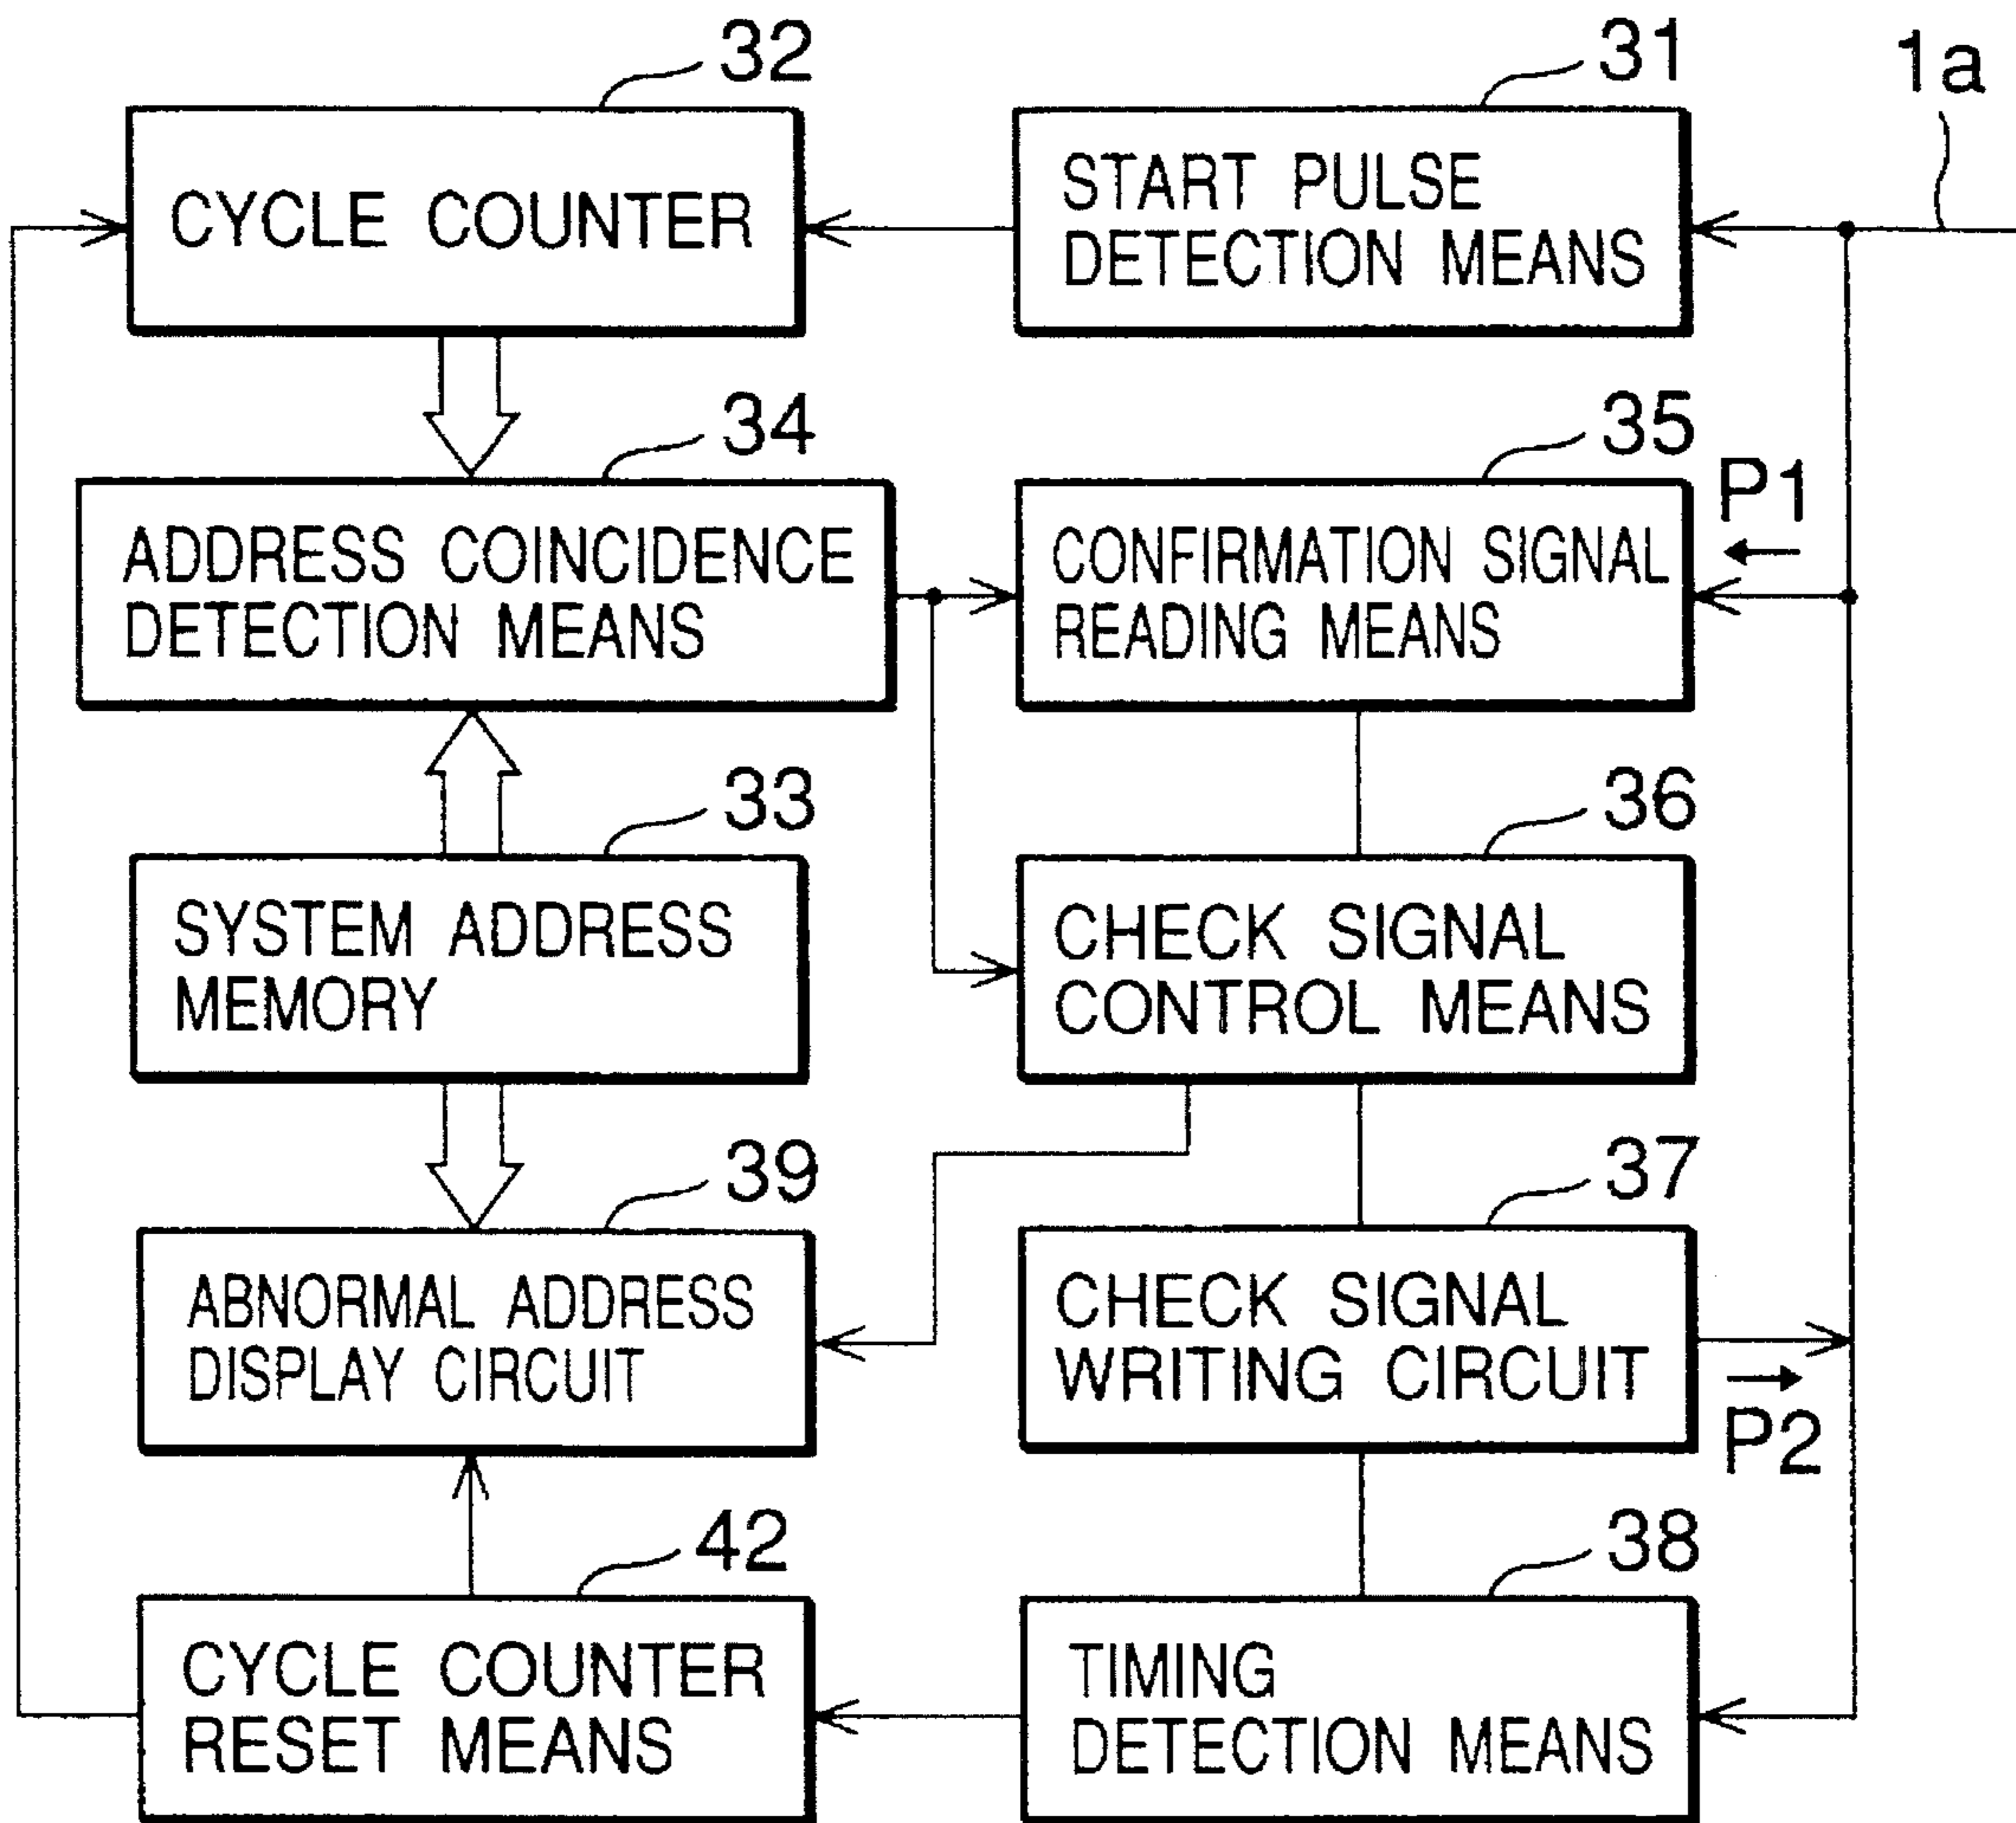 32
31
1a
CYCLE COUNTER
START PULSE
DETECTION MEANS
34
35
P1
ADDRESS COINCIDENCE
DETECTION MEANS
CONFIRMATION SIGNAL
READING MEANS
33
36
SYSTEM ADDRESS
MEMORY
CHECK SIGNAL
CONTROL MEANS
39
37
ABNORMAL ADDRESS
DISPLAY CIRCUIT
CHECK SIGNAL
WRITING CIRCUIT
P2
42
38
CYCLE COUNTER
RESET MEANS
TIMING
DETECTION MEANS